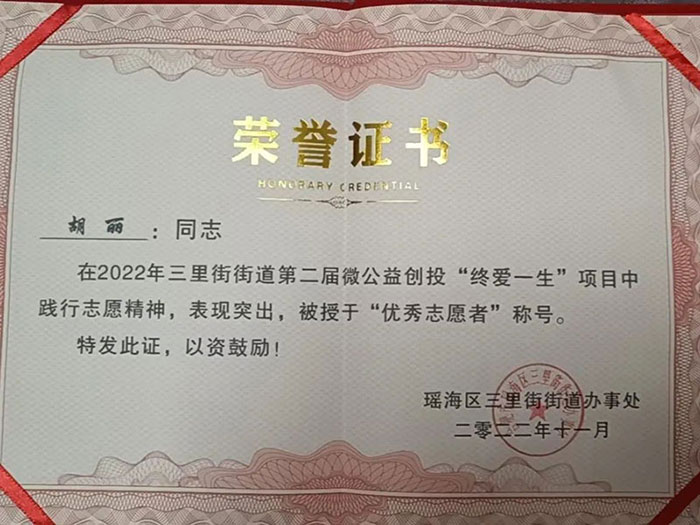 荣誉证书
HONORARY CREDENTIAL
胡丽：同志
在2022年三里街街道第二届微公益创投“终爱一生”项目中
践行志愿精神，表现突出，被授于“优秀志愿者”称号。
特发此证，以资鼓励！
瑶海区三里街街道办事处
二零二二年十一月